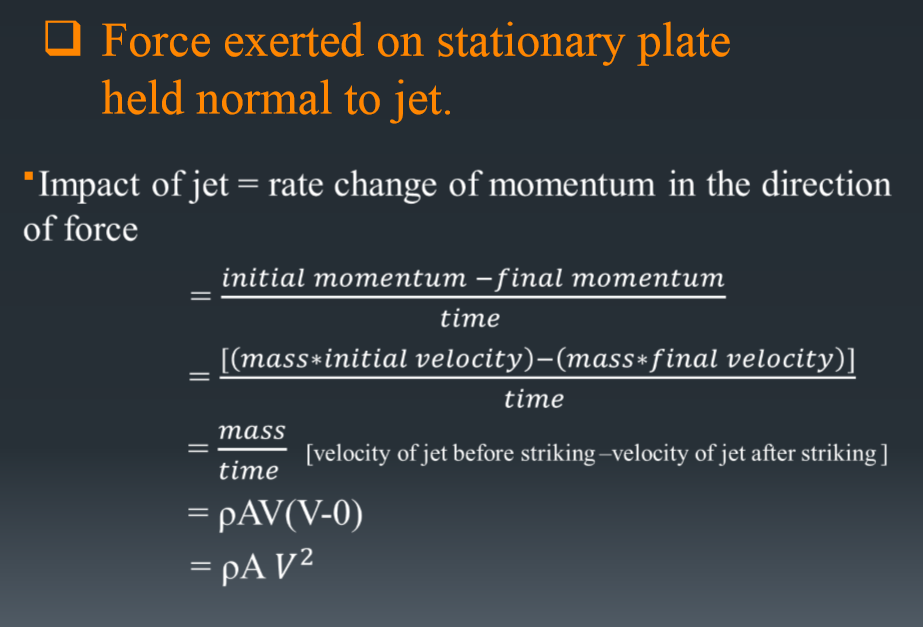 ❑ Force exerted on stationary plate
held normal to jet.
▪Impact of jet = rate change of momentum in the direction
of force
= \frac{initial momentum −final momentum}{time}
= \frac{[(mass∗initial velocity)−(mass∗final velocity)]}{time}
= \frac{mass}{time} [velocity of jet before striking−velocity of jet after striking ]
= ρAV(V-0)
= ρA V²